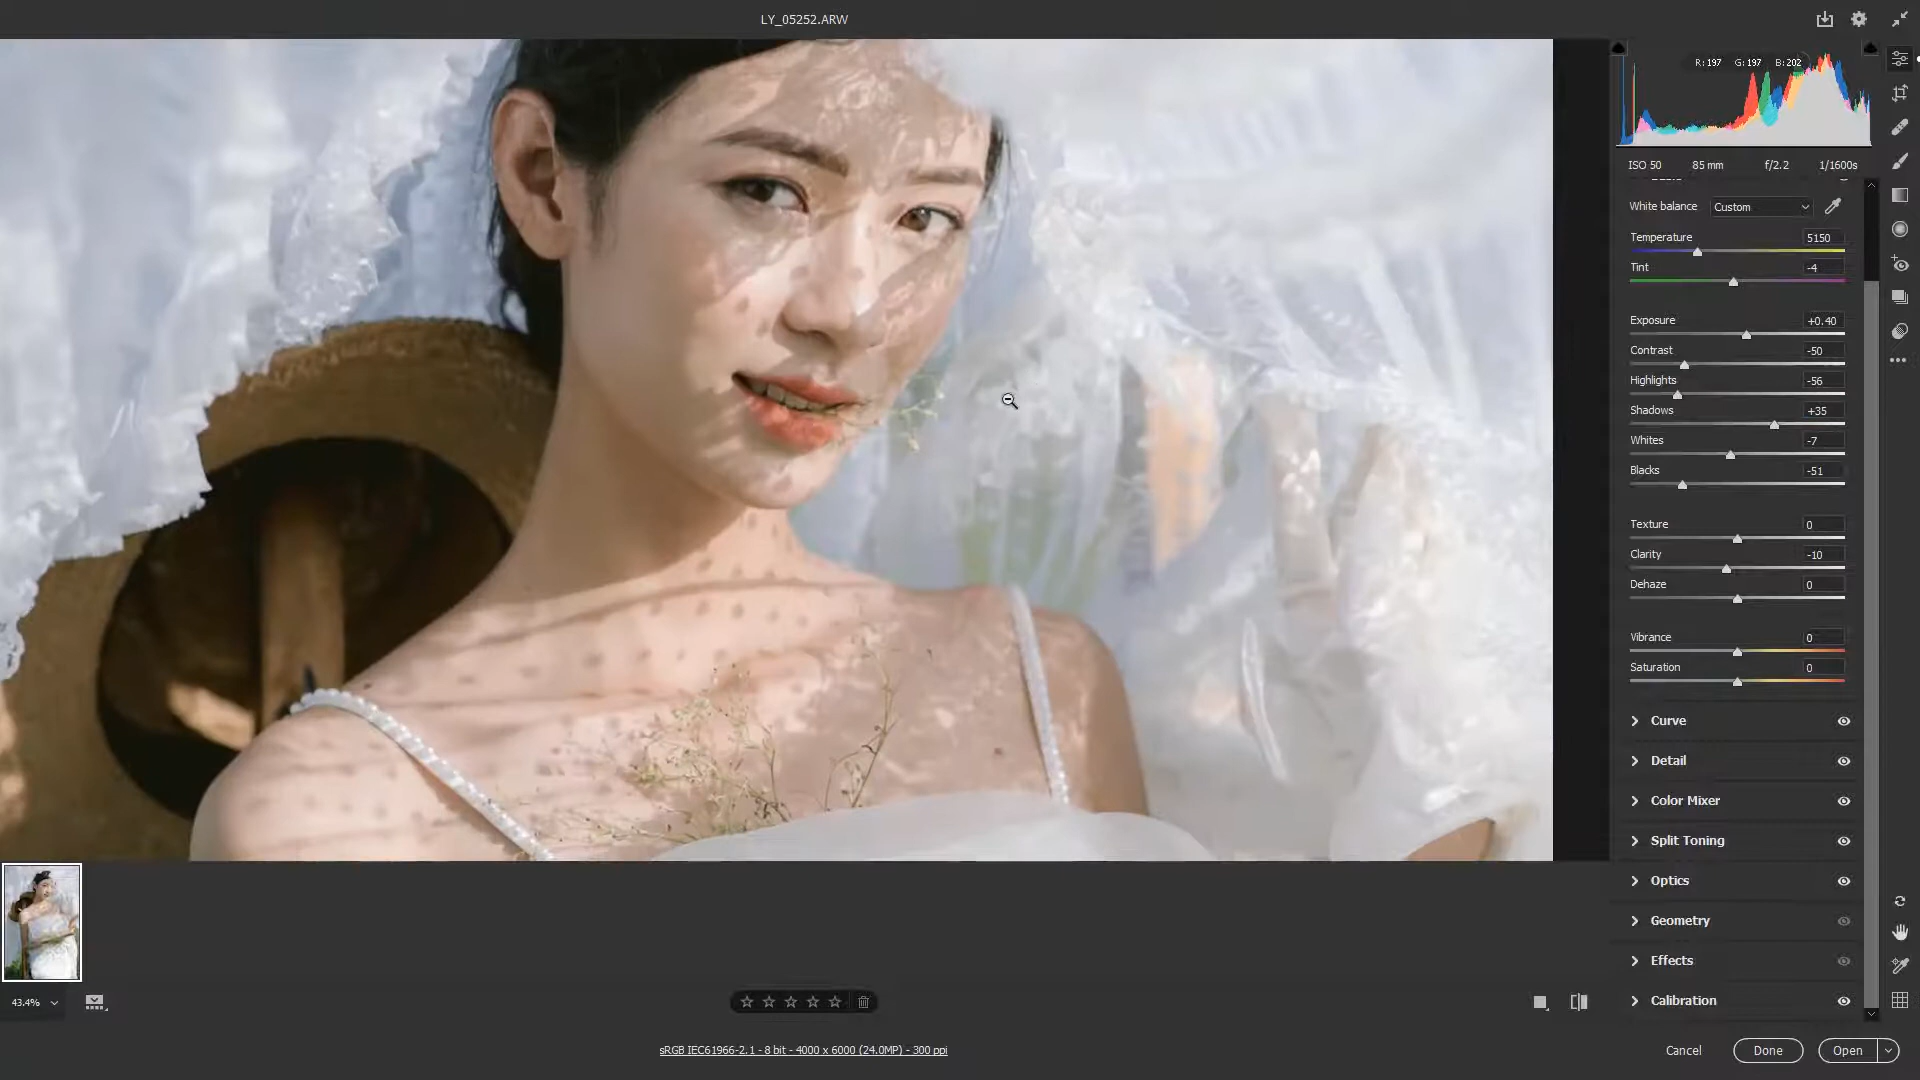 LY_05252.ARW
R: 197 G: 197 B: 202
ISO 50 85 mm f/2.2 1/1600s
White balance Custom
Temperature 5150
Tint -4
Exposure +0.40
Contrast -50
Highlights -56
Shadows +35
Whites -7
Blacks -51
Texture 0
Clarity -10
Dehaze 0
Vibrance 0
Saturation 0
Curve
Detail
Color Mixer
Split Toning
Optics
Geometry
Effects
Calibration
43.4%
sRGB IEC61966-2.1 - 8 bit - 4000 x 6000 (24.0MP) - 300 ppi
Cancel Done Open